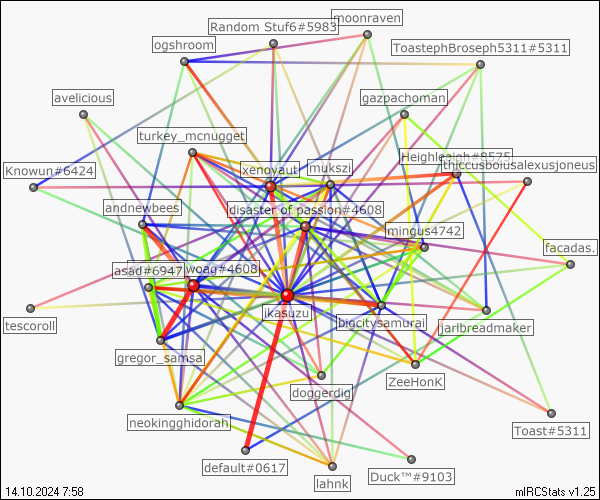 moonraven
Random Stuf6#5983
ogshroom
ToastephBroseph5311#5311
avelicious
gazpachoman
turkey_mcnugget
Heighleigh#8575
thiccusboiusalexusjoneus
Knowun#6424
xenoyaut
mukszi
andnewbees
disaster of passion#4608
mingus4742
facadas.
asad#6947
woag#4608
jkasuzu
bigcitysamurai
jarlbreadmaker
tescoroll
gregor_samsa
doggerdig
ZeeHonK
neokingghidorah
Toast#5311
default#0617
lahnk
Duck™#9103
14.10.2024 7:58
mIRCStats v1.25